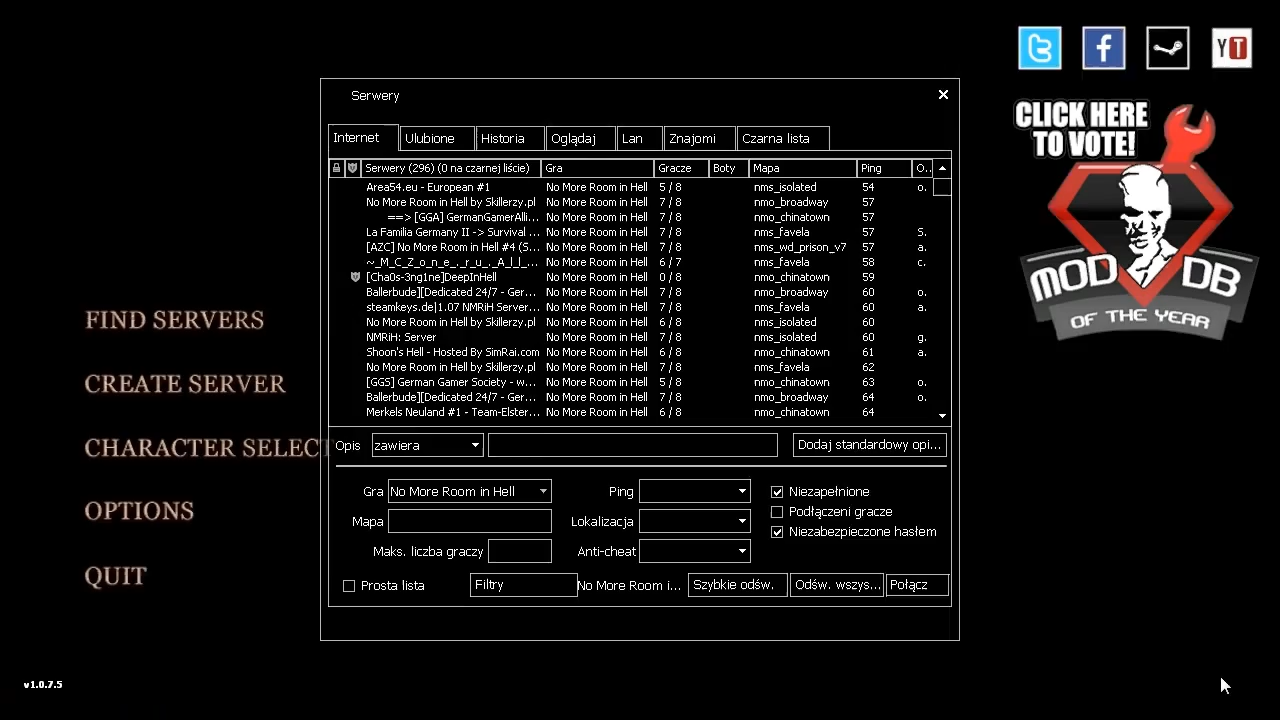 CLICK HERE
TO VOTE!
MOD DB
OF THE YEAR
FIND SERVERS
CREATE SERVER
CHARACTER SELECT
OPTIONS
QUIT
v1.0.7.5
Serwery
Internet Ulubione Historia Oglądaj Lan Znajomi Czarna lista
Serwery (296) (0 na czarnej liście) Gra Gracze Boty Mapa Ping O..
Area54.eu - European #1 No More Room in Hell 5 / 8 nms_isolated 54 o.
No More Room in Hell by Skillerzy.pl No More Room in Hell 7 / 8 nmo_broadway 57
==> [GGA] GermanGamerAlli... No More Room in Hell 7 / 8 nmo_chinatown 57
La Familia Germany II -> Survival ... No More Room in Hell 7 / 8 nms_favela 57 S.
[AZC] No More Room in Hell #4 (S... No More Room in Hell 7 / 8 nms_wd_prison_v7 57 a.
~_M_C_Z_o_n_e_._r_u_._A_l_l_... No More Room in Hell 6 / 7 nms_favela 58 c.
[Cha0s-3ng1ne]DeepInHell No More Room in Hell 0 / 8 nmo_chinatown 59
Ballerbude][Dedicated 24/7 - Ger... No More Room in Hell 7 / 8 nmo_broadway 60 o.
steamkeys.de|1.07 NMRiH Server... No More Room in Hell 7 / 8 nms_favela 60 a.
No More Room in Hell by Skillerzy.pl No More Room in Hell 6 / 8 nms_isolated 60
NMRiH: Server No More Room in Hell 7 / 8 nms_isolated 60 g.
Shoon's Hell - Hosted By SimRai.com No More Room in Hell 6 / 8 nmo_chinatown 61 a.
No More Room in Hell by Skillerzy.pl No More Room in Hell 7 / 8 nms_favela 62
[GGS] German Gamer Society - w... No More Room in Hell 5 / 8 nmo_chinatown 63 o.
Ballerbude][Dedicated 24/7 - Ger... No More Room in Hell 7 / 8 nmo_broadway 64 o.
Merkels Neuland #1 - Team-Elster... No More Room in Hell 6 / 8 nmo_chinatown 64
Opis zawiera Dodaj standardowy opi...
Gra No More Room in Hell Ping Niezapełnione
Podłączeni gracze
Mapa Lokalizacja Niezabezpieczone hasłem
Maks. liczba graczy Anti-cheat
Prosta lista Filtry No More Room i... Szybkie odśw. Odśw. wszys... Połącz